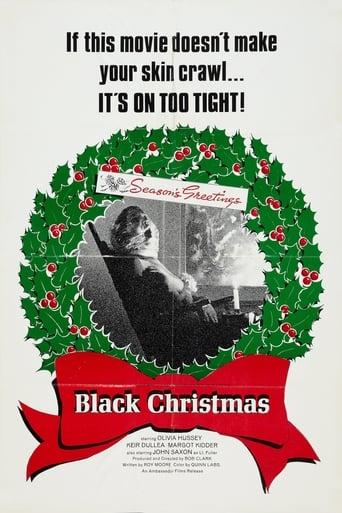 If this movie doesn't make
your skin crawl...
IT'S ON TOO TIGHT!
Season's Greetings
Black Christmas
starring OLIVIA HUSSEY
KEIR DULLEA · MARGOT KIDDER
also starring JOHN SAXON as Lt. Fuller
Produced and Directed by BOB CLARK
Written by ROY MOORE Color by QUINN LABS.
An Ambassador Films Release